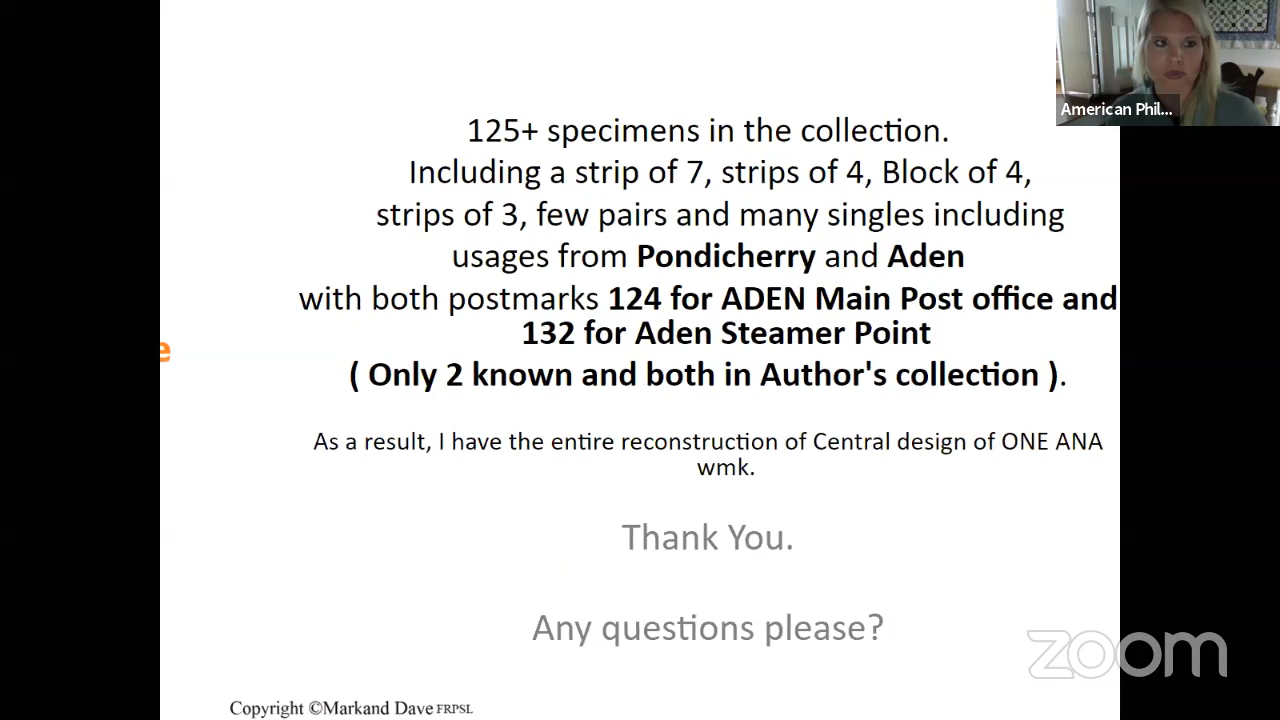 American Phil...
125+ specimens in the collection.
Including a strip of 7, strips of 4, Block of 4,
strips of 3, few pairs and many singles including
usages from Pondicherry and Aden
with both postmarks 124 for ADEN Main Post office and
132 for Aden Steamer Point
e
( Only 2 known and both in Author's collection ).
As a result, I have the entire reconstruction of Central design of ONE ANA
wmk.
Thank You.
Any questions please?
zoom
Copyright ©Markand Dave FRPSL